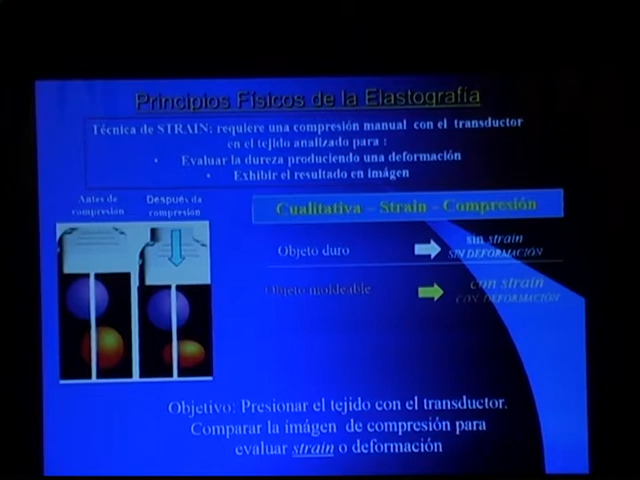 Principios Físicos de la Elastografía
Técnica de STRAIN: requiere una compresión manual con el transductor
en el tejido analizado para :
• Evaluar la dureza produciendo una deformación
• Exhibir el resultado en imágen
Antes de
compresión
Después da
compresión
Cualitativa – Strain - Compresión
Objeto duro
sin strain
SIN DEFORMACIÓN
Objeto moldeable
con strain
CON DEFORMACIÓN
Objetivo: Presionar el tejido con el transductor.
Comparar la imágen de compresión para
evaluar strain o deformación